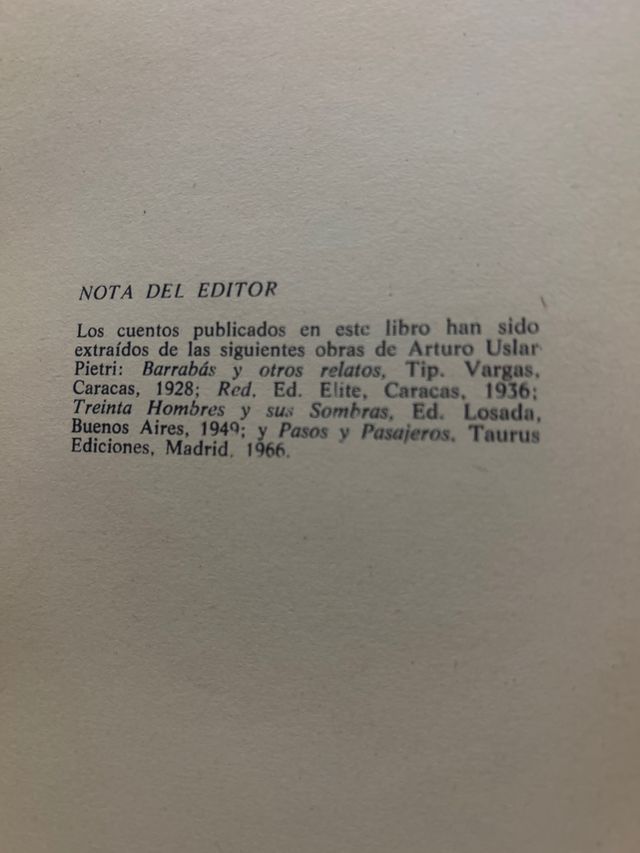 NOTA DEL EDITOR
Los cuentos publicados en este libro han sido
extraídos de las siguientes obras de Arturo Uslar
Pietri: Barrabás y otros relatos, Tip. Vargas,
Caracas, 1928; Red, Ed. Elite, Caracas, 1936;
Treinta Hombres y sus Sombras, Ed. Losada,
Buenos Aires, 1949; y Pasos y Pasajeros, Taurus
Ediciones, Madrid, 1966.